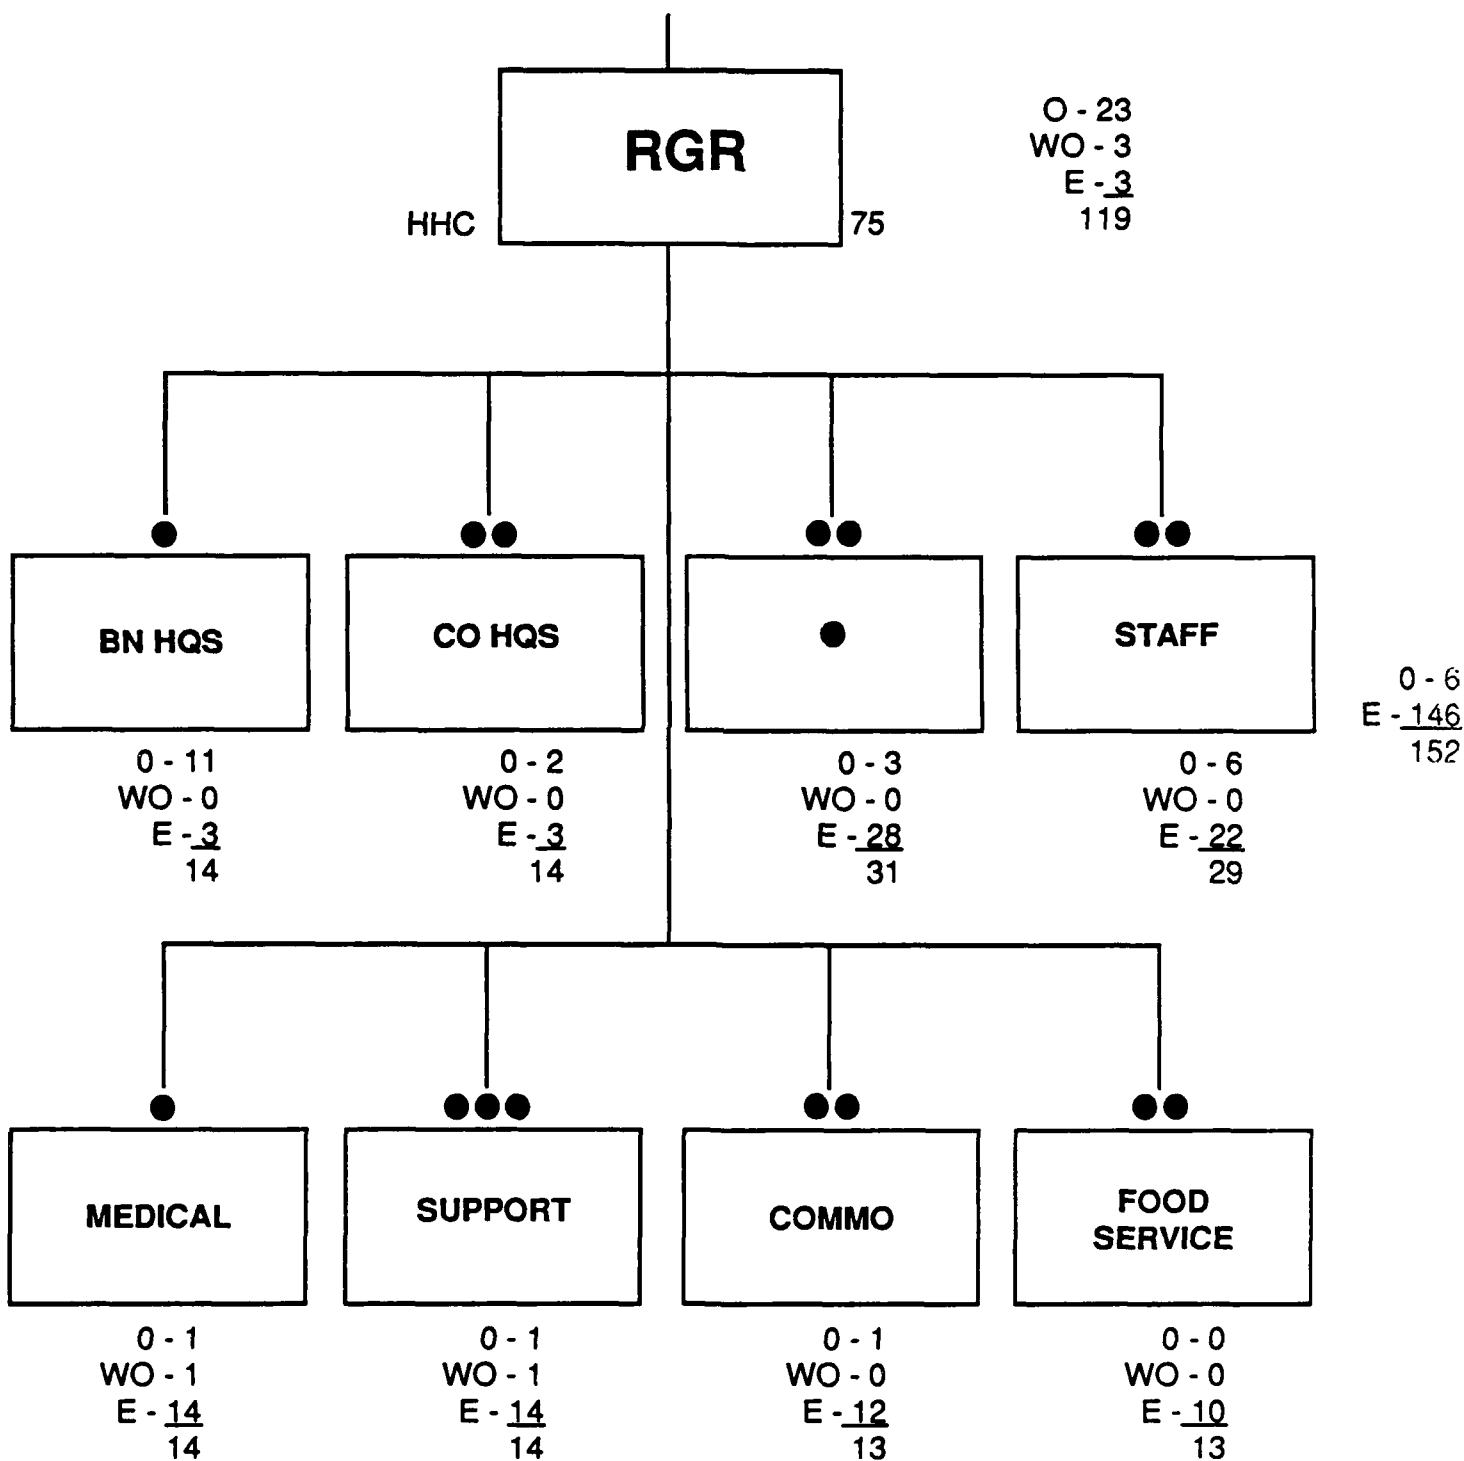 RGR
HHC
75
O - 23
WO - 3
E - 3
119
BN HQS
0 - 11
WO - 0
E - 3
14
CO HQS
0 - 2
WO - 0
E - 3
14
0 - 3
WO - 0
E - 28
31
STAFF
0 - 6
WO - 0
E - 22
29
0 - 6
E - 146
152
MEDICAL
0 - 1
WO - 1
E - 14
14
SUPPORT
0 - 1
WO - 1
E - 14
14
COMMO
0 - 1
WO - 0
E - 12
13
FOOD
SERVICE
0 - 0
WO - 0
E - 10
13